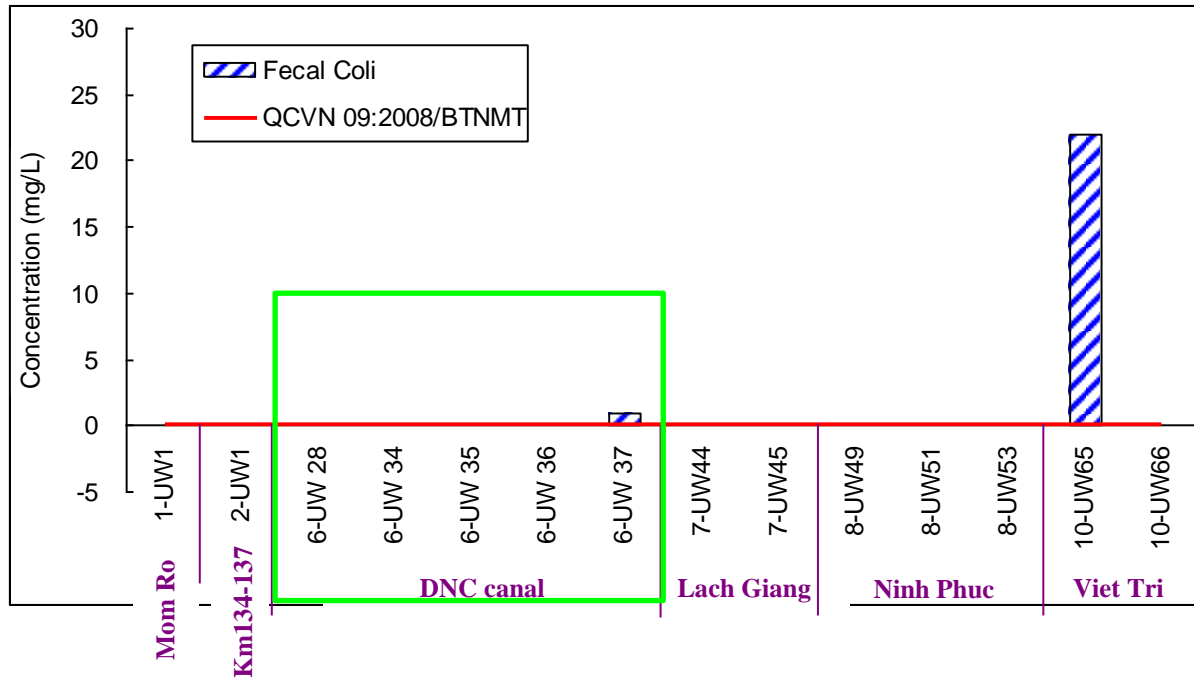 30
25
20
15
10
5
0
-5
Concentration (mg/L)
Fecal Coli
QCVN 09:2008/BTNMT
1-UW1
2-UW1
6-UW 28
6-UW 34
6-UW 35
6-UW 36
6-UW 37
7-UW44
7-UW45
8-UW49
8-UW51
8-UW53
10-UW65
10-UW66
Mom Ro
Km134-137
DNC canal
Lach Giang
Ninh Phuc
Viet Tri